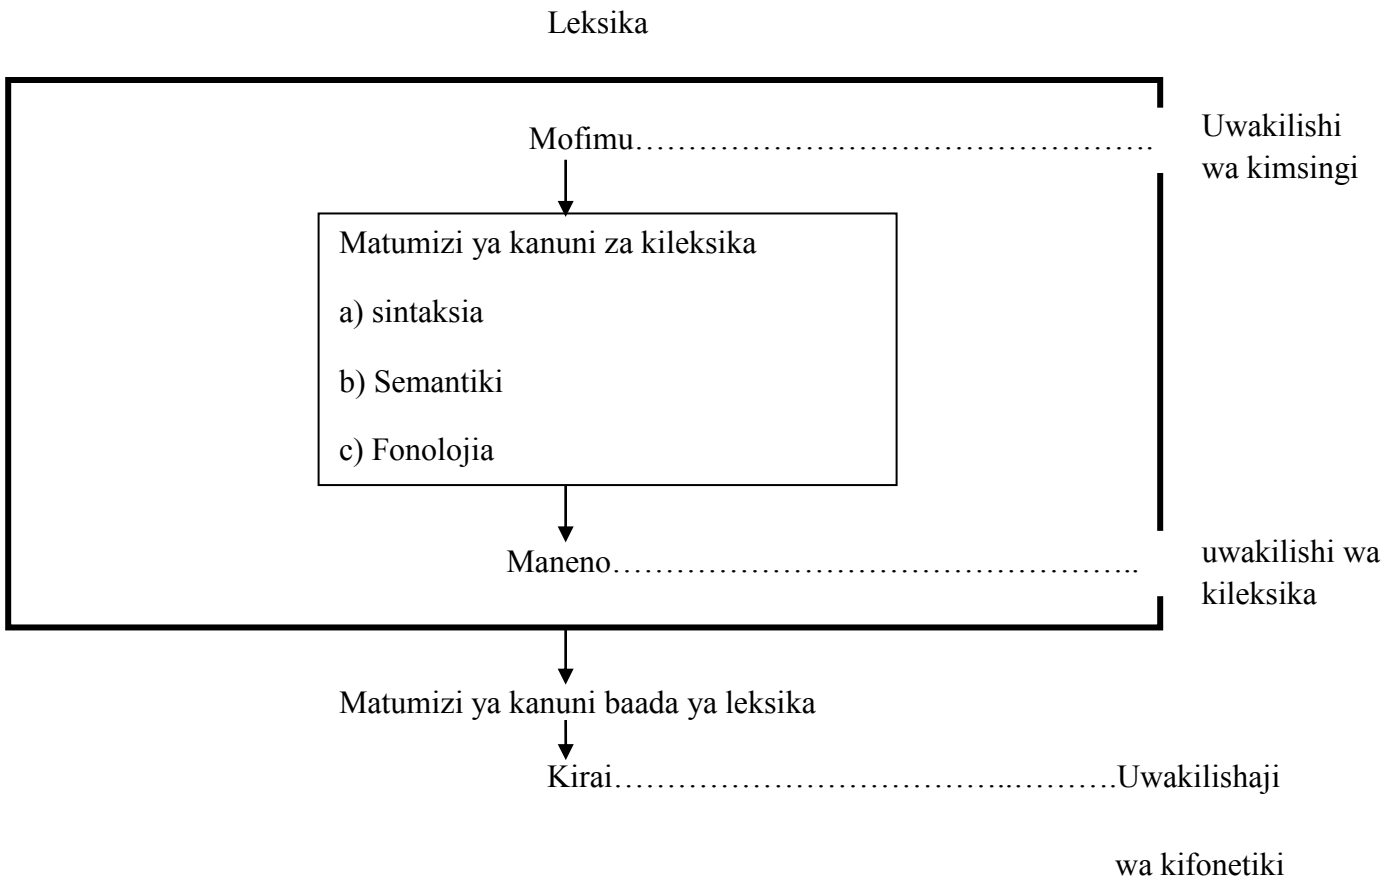 Leksika
Mofimu……………………………………………. Uwakilishi
wa kimsingi
Matumizi ya kanuni za kileksika
a) sintaksia
b) Semantiki
c) Fonolojia
Maneno…………………………………………….. uwakilishi wa
kileksika
Matumizi ya kanuni baada ya leksika
Kirai………………………………..……….Uwakilishaji
wa kifonetiki